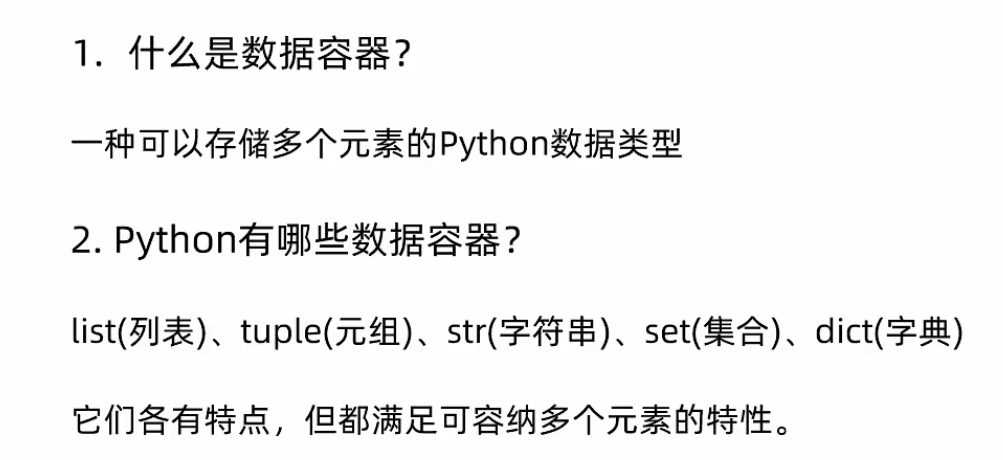 1. 什么是数据容器？
一种可以存储多个元素的Python数据类型
2. Python有哪些数据容器？
list(列表)、tuple(元组)、str(字符串)、set(集合)、dict(字典)
它们各有特点，但都满足可容纳多个元素的特性。